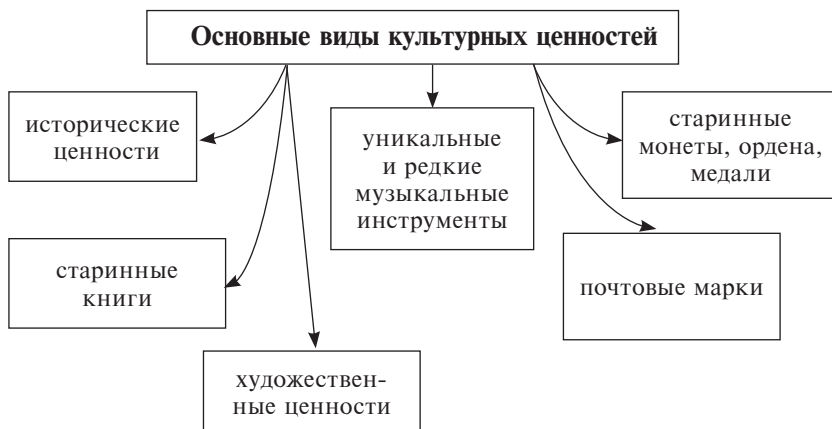 Основные виды культурных ценностей
исторические
ценности
уникальные
и редкие
музыкальные
инструменты
старинные
монеты, ордена,
медали
старинные
книги
почтовые марки
художествен-
ные ценности